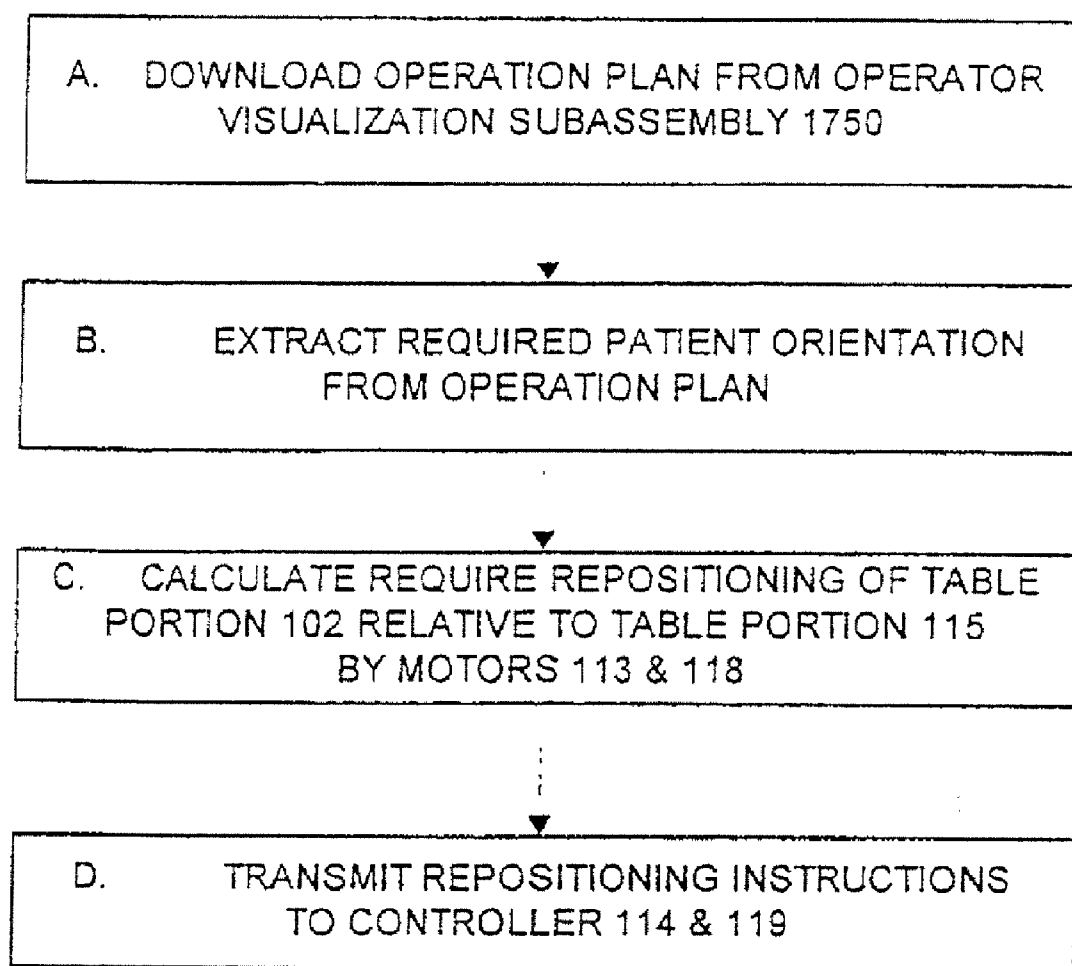 A. DOWNLOAD OPERATION PLAN FROM OPERATOR
VISUALIZATION SUBASSEMBLY 1750
B. EXTRACT REQUIRED PATIENT ORIENTATION
FROM OPERATION PLAN
C. CALCULATE REQUIRE REPOSITIONING OF TABLE
PORTION 102 RELATIVE TO TABLE PORTION 115
BY MOTORS 113 & 118
D. TRANSMIT REPOSITIONING INSTRUCTIONS
TO CONTROLLER 114 & 119